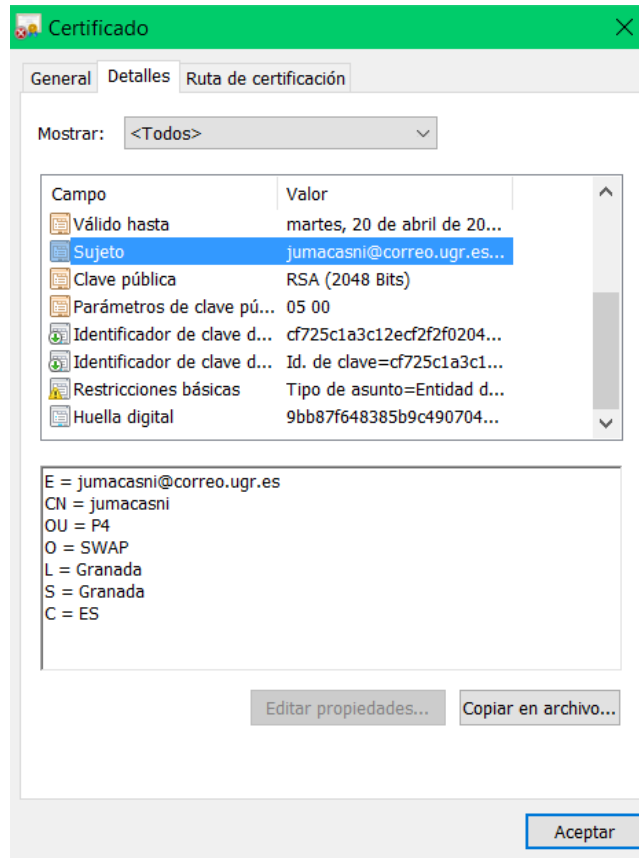 Certificado
General Detalles Ruta de certificación
Mostrar: <Todos>
Campo Valor
Válido hasta martes, 20 de abril de 20...
Sujeto jumacasni@correo.ugr.es...
Clave pública RSA (2048 Bits)
Parámetros de clave pú... 05 00
Identificador de clave d... cf725c1a3c12ecf2f2f0204...
Identificador de clave d... Id. de clave=cf725c1a3c1...
Restricciones básicas Tipo de asunto=Entidad d...
Huella digital 9bb87f648385b9c490704...
E = jumacasni@correo.ugr.es
CN = jumacasni
OU = P4
O = SWAP
L = Granada
S = Granada
C = ES
Editar propiedades... Copiar en archivo...
Aceptar